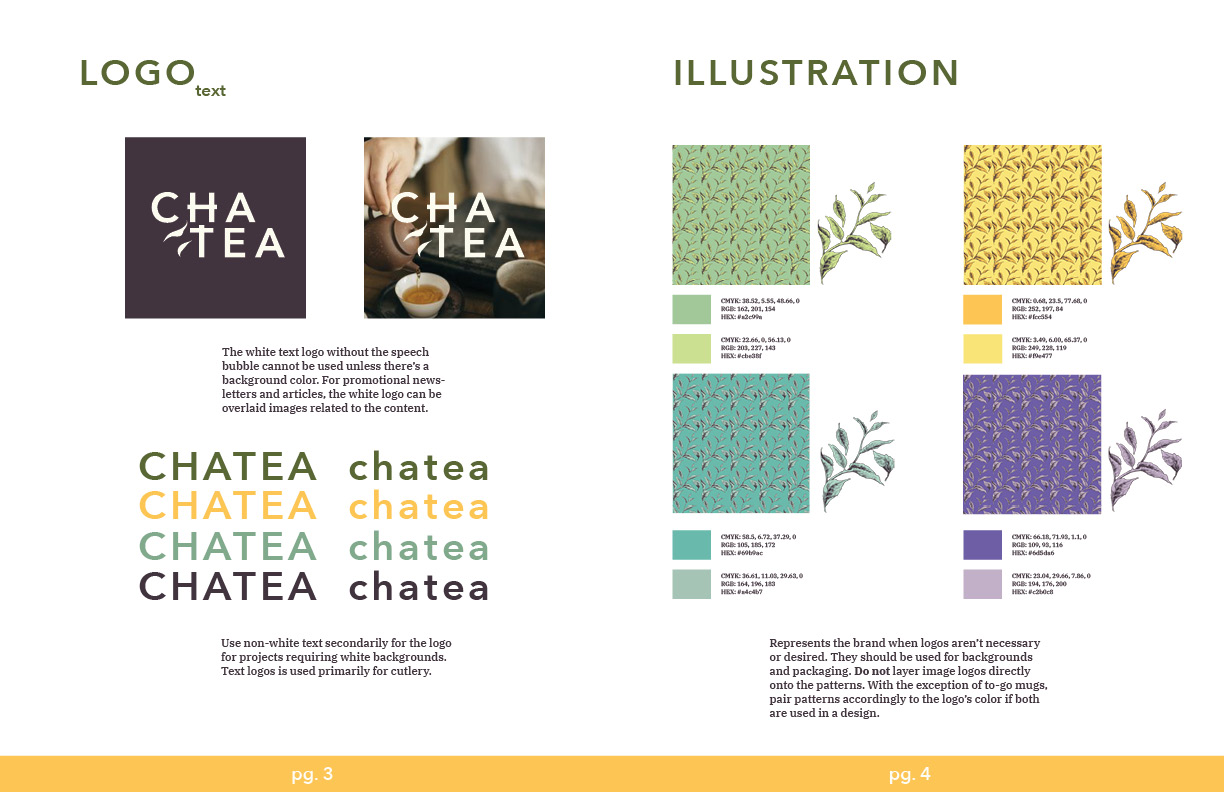 LOGO
text
CHA
TEA
CHA
TEA
The white text logo without the speech
bubble cannot be used unless there's a
background color. For promotional news-
letters and articles, the white logo can be
overlaid images related to the content.
CHATEA chatea
CHATEA chatea
CHATEA chatea
CHATEA chatea
Use non-white text secondarily for the logo
for projects requiring white backgrounds.
Text logos is used primarily for cutlery.
pg. 3
ILLUSTRATION
CMYK: 38.52, 5.55, 48.66, 0
RGB: 162, 201, 154
HEX: #a2c99a
CMYK: 22.66, 0, 56.13, 0
RGB: 203, 227, 143
HEX: #cbe38f
CMYK: 0.68, 23.5, 77.68, 0
RGB: 252, 197, 84
HEX: #fcc554
CMYK: 3.49, 6.00, 65.37, 0
RGB: 249, 228, 119
HEX: #f9e477
CMYK: 58.5, 6.72, 37.29, 0
RGB: 105, 185, 172
HEX: #69b9ac
CMYK: 36.61, 11.03, 29.63, 0
RGB: 164, 196, 183
HEX: #a4c4b7
CMYK: 66.18, 71.93, 1.1, 0
RGB: 109, 93, 116
HEX: #6d5da6
CMYK: 23.04, 29.66, 7.86, 0
RGB: 194, 176, 200
HEX: #c2b0c8
Represents the brand when logos aren't necessary
or desired. They should be used for backgrounds
and packaging. Do not layer image logos directly
onto the patterns. With the exception of to-go mugs,
pair patterns accordingly to the logo's color if both
are used in a design.
pg. 4